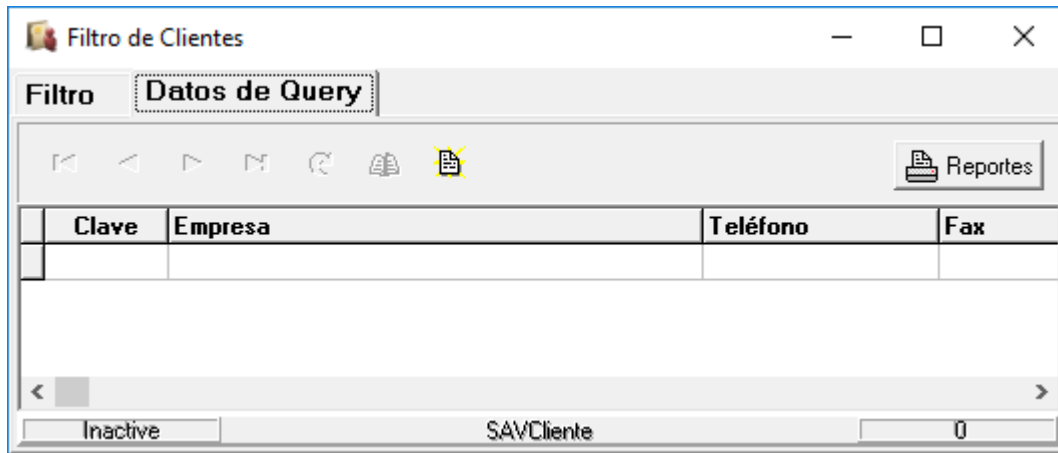 Filtro de Clientes
Filtro Datos de Query
Reportes
Clave Empresa Teléfono Fax
Inactive SAVCliente 0